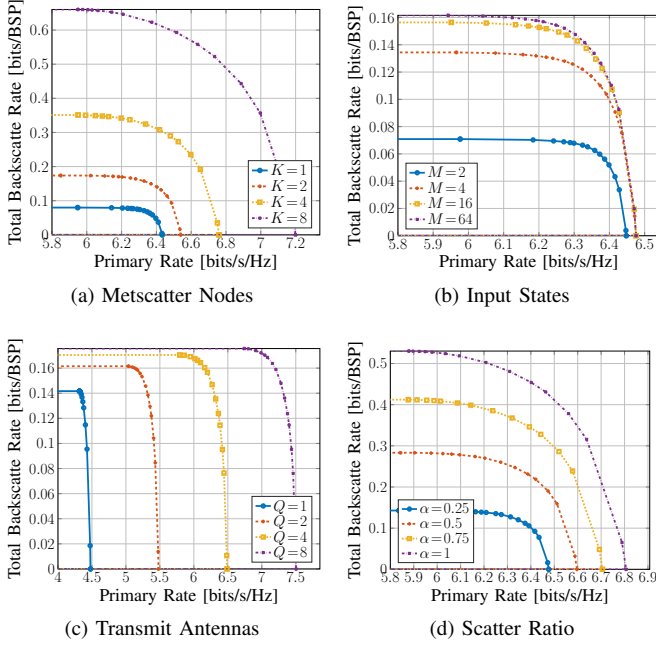 0.6
0.5
0.4
0.3
0.2
0.1
0
5.8 6 6.2 6.4 6.6 6.8 7 7.2
Total Backscatte Rate [bits/BSP]
Primary Rate [bits/s/Hz]
K=1
K=2
K=4
K=8
(a) Metscatter Nodes
0.16
0.14
0.12
0.10
0.08
0.06
0.04
0.02
0
5.8 5.9 6 6.1 6.2 6.3 6.4 6.5
Total Backscatte Rate [bits/BSP]
Primary Rate [bits/s/Hz]
M=2
M=4
M=16
M=64
(b) Input States
0.16
0.14
0.12
0.1
0.08
0.06
0.04
0.02
0
4 4.5 5 5.5 6 6.5 7 7.5
Total Backscatte Rate [bits/BSP]
Primary Rate [bits/s/Hz]
Q=1
Q=2
Q=4
Q=8
(c) Transmit Antennas
0.5
0.4
0.3
0.2
0.1
0
5.8 5.9 6 6.1 6.2 6.3 6.4 6.5 6.6 6.7 6.8 6.9
Total Backscatte Rate [bits/BSP]
Primary Rate [bits/s/Hz]
α=0.25
α=0.5
α=0.75
α=1
(d) Scatter Ratio